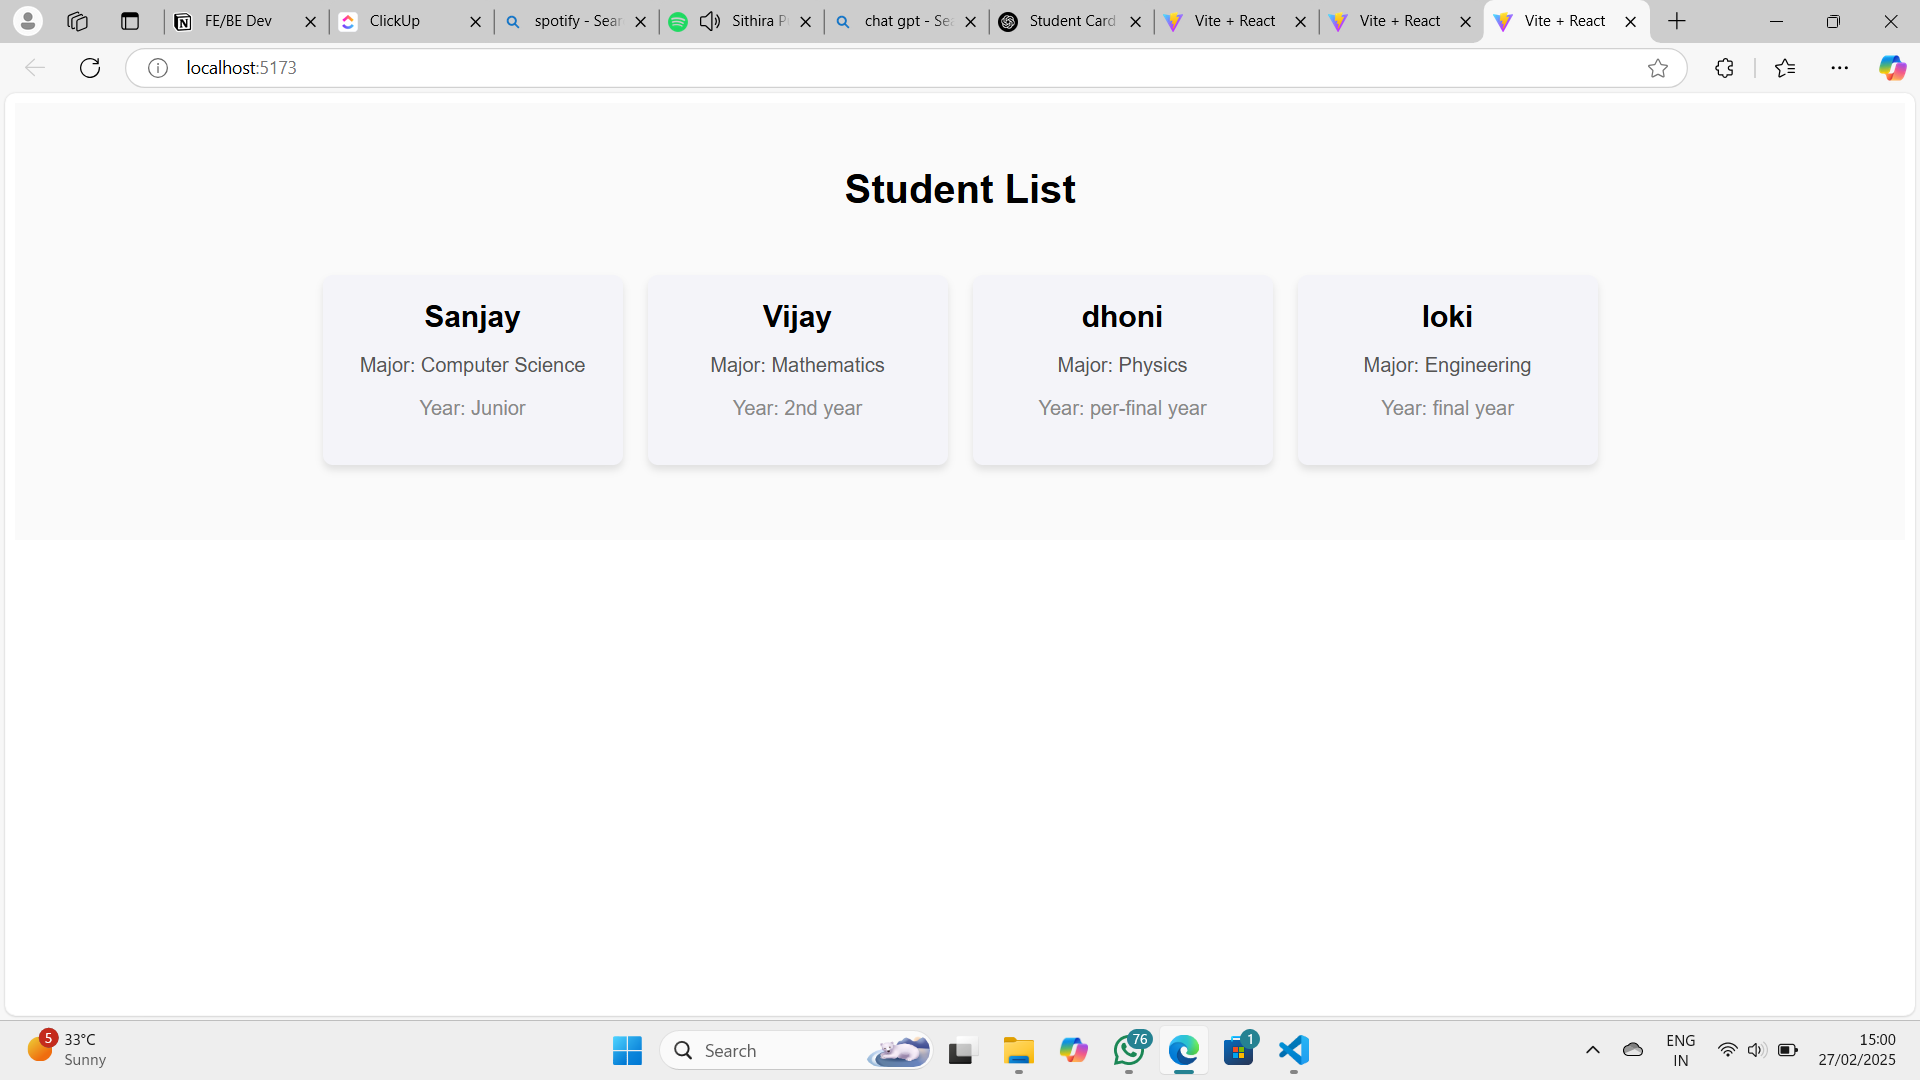 FE/BE Dev
ClickUp
spotify - Sear
Sithira P
chat gpt - Sea
Student Card
Vite + React
Vite + React
Vite + React
localhost:5173
Student List
Sanjay
Major: Computer Science
Year: Junior
Vijay
Major: Mathematics
Year: 2nd year
dhoni
Major: Physics
Year: per-final year
loki
Major: Engineering
Year: final year
5
33°C
Sunny
Search
76
1
ENG
IN
15:00
27/02/2025